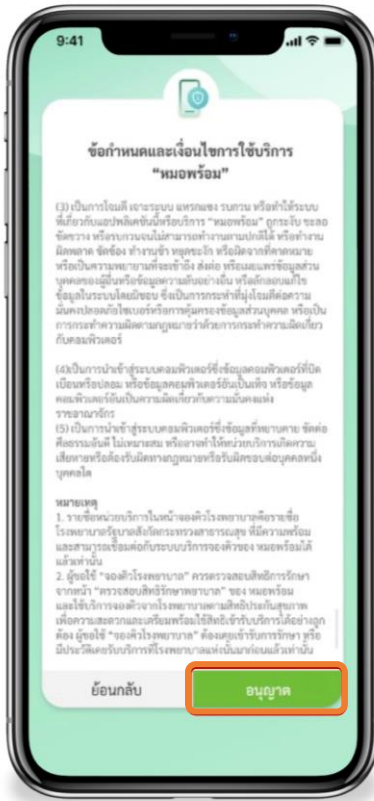 9:41
ข้อกำหนดและเงื่อนไขการใช้บริการ
“หมอพร้อม”
(3) เป็นการโจมตี เจาะระบบ แทรกแซง รบกวน หรือทำให้ระบบ
ที่เกี่ยวกับแอปพลิเคชันนี้หรือบริการ “หมอพร้อม” ถูกระงับ ชะลอ
ขัดขวาง หรือรบกวนจนไม่สามารถทำงานตามปกติได้ หรือทำงาน
ผิดพลาด ขัดข้อง ทำงานช้า หยุดชะงัก หรือผิดจากที่คาดหมาย
หรือเป็นความพยายามที่จะเข้าถึง ส่งต่อ หรือเผยแพร่ข้อมูลส่วน
บุคคลของผู้อื่นหรือข้อมูลความลับอย่างอื่น หรือลักลอบแก้ไข
ข้อมูลในระบบโดยมิชอบ ซึ่งเป็นการกระทำที่มุ่งโจมตีต่อความ
มั่นคงปลอดภัยไซเบอร์หรือการคุ้มครองข้อมูลส่วนบุคคล หรือเป็น
การกระทำความผิดตามกฎหมายว่าด้วยการกระทำความผิดเกี่ยว
กับคอมพิวเตอร์
(4)เป็นการนำเข้าสู่ระบบคอมพิวเตอร์ซึ่งข้อมูลคอมพิวเตอร์ที่บิด
เบือนหรือปลอม หรือข้อมูลคอมพิวเตอร์อันเป็นเท็จ หรือข้อมูล
คอมพิวเตอร์อันเป็นความผิดเกี่ยวกับความมั่นคงแห่ง
ราชอาณาจักร
(5) เป็นการนำเข้าสู่ระบบคอมพิวเตอร์ซึ่งข้อมูลที่หยาบคาย ขัดต่อ
ศีลธรรมอันดี ไม่เหมาะสม หรืออาจทำให้หน่วยบริการเกิดความ
เสียหายหรือต้องรับผิดทางกฎหมายหรือรับผิดชอบต่อบุคคลหนึ่ง
บุคคลใด
หมายเหตุ
1. รายชื่อหน่วยบริการในหน้าจองคิวโรงพยาบาลคือรายชื่อ
โรงพยาบาลรัฐบาลสังกัดกระทรวงสาธารณสุข ที่มีความพร้อม
และสามารถเชื่อมต่อกับระบบบริการจองคิวของ หมอพร้อมได้
แล้วเท่านั้น
2. ผู้ขอใช้ “จองคิวโรงพยาบาล” ควรตรวจสอบสิทธิการรักษา
จากหน้า “ตรวจสอบสิทธิรักษาพยาบาล” ของ หมอพร้อม
และใช้บริการจองคิวจากโรงพยาบาลตามสิทธิประกันสุขภาพ
เพื่อความสะดวกและเตรียมพร้อมใช้สิทธิเข้ารับบริการได้อย่างถูก
ต้อง ผู้ขอใช้ “จองคิวโรงพยาบาล” ต้องเคยเข้ารับการรักษา หรือ
มีประวัติเคยรับบริการที่โรงพยาบาลแห่งนั้นมาก่อนแล้วเท่านั้น
ย้อนกลับ
อนุญาต